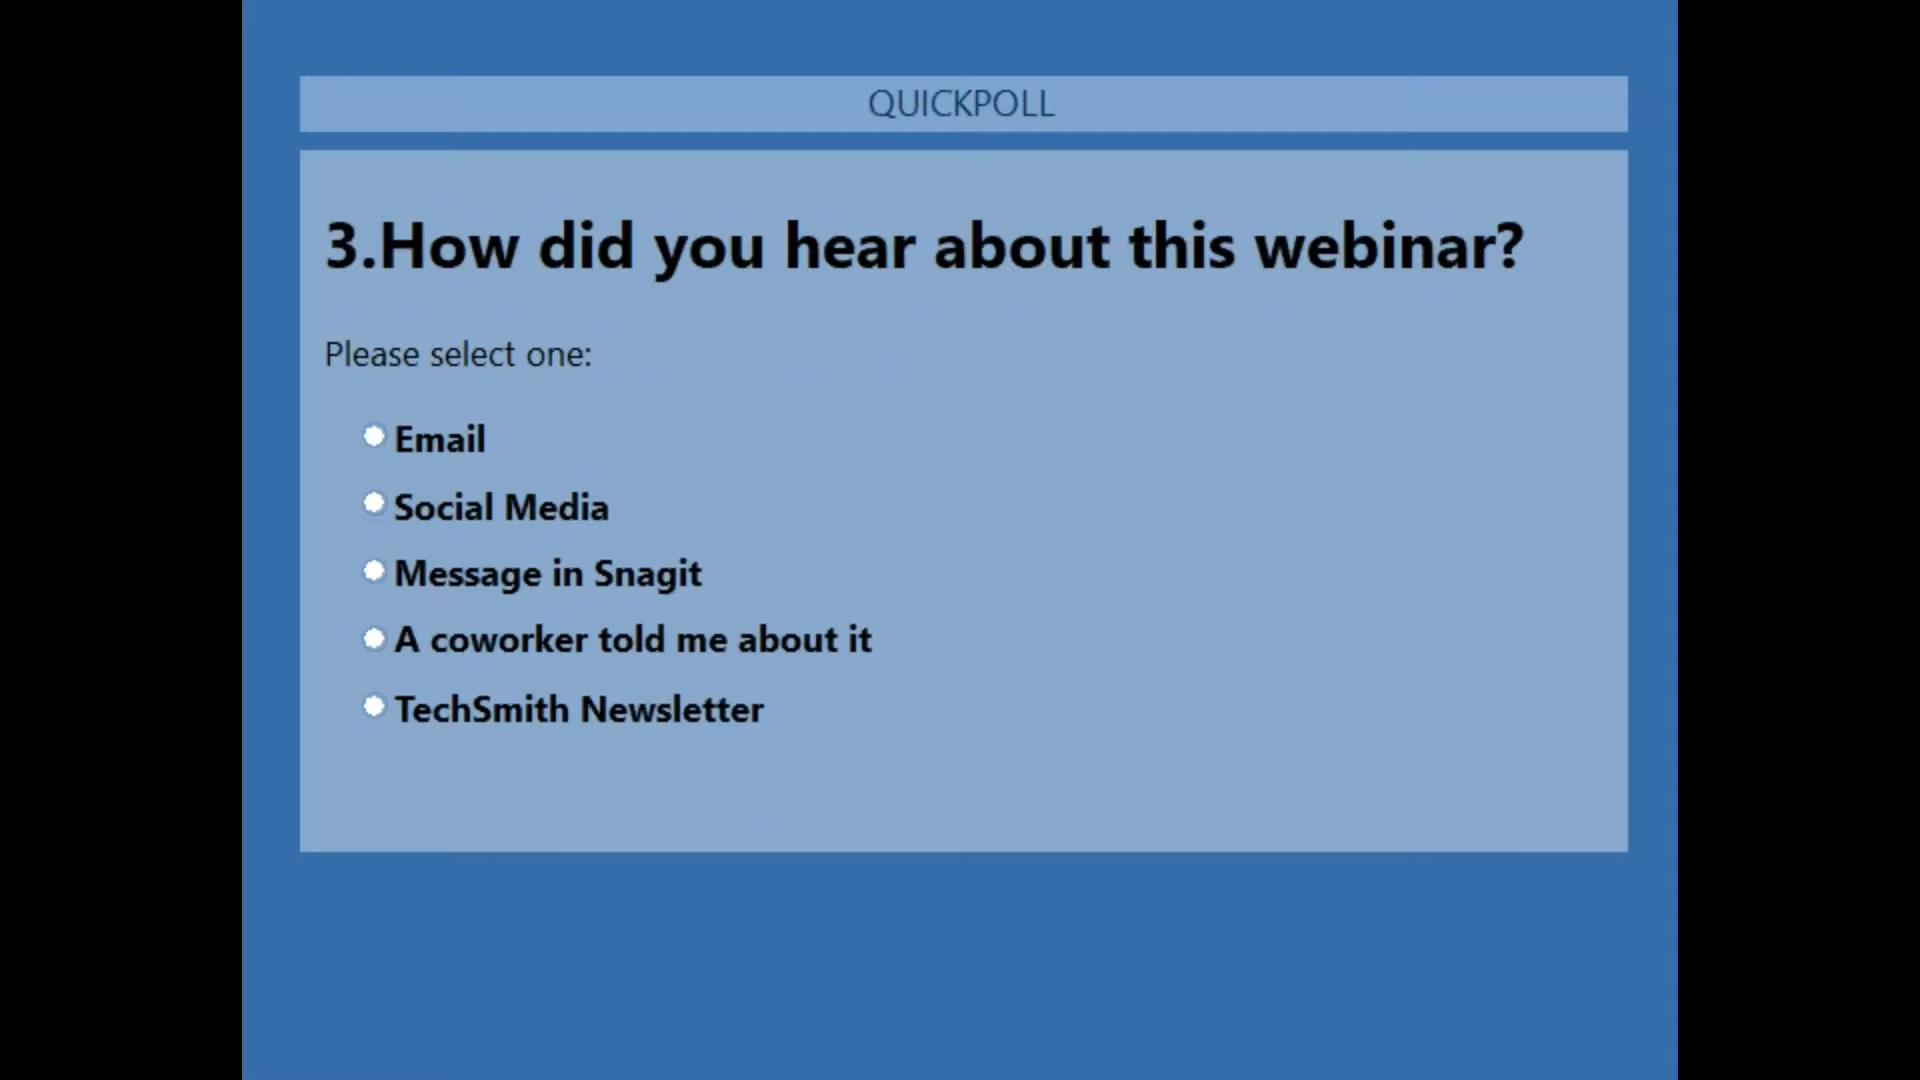 QUICKPOLL
3.How did you hear about this webinar?
Please select one:
Email
Social Media
Message in Snagit
A coworker told me about it
TechSmith Newsletter